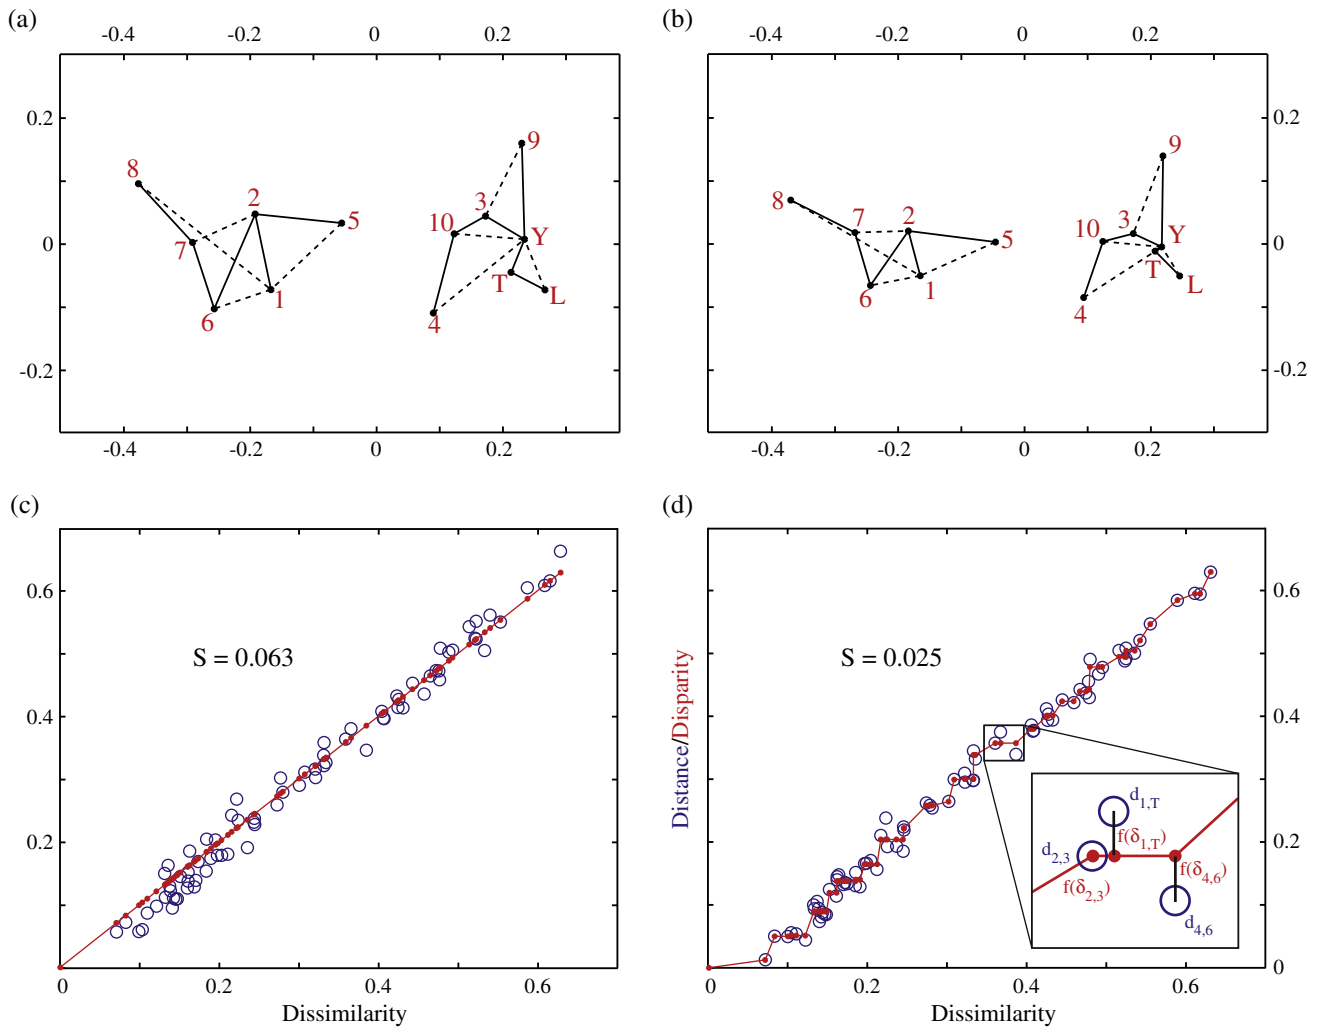 (a)
(b)
-0.4 -0.2 0 0.2
-0.4 -0.2 0 0.2
0.2
0
-0.2
8
7
2
6
1
5
9
3
10
Y
T
L
4
8
7
2
5
6
1
9
3
10
Y
T
L
4
0.2
0
-0.2
-0.4 -0.2 0 0.2
-0.4 -0.2 0 0.2
(c)
(d)
0.6
0.4
0.2
0
S = 0.063
0 0.2 0.4 0.6
Dissimilarity
Distance/Disparity
S = 0.025
d1,T
d2,3
f(δ1,T)
f(δ2,3)
f(δ4,6)
d4,6
0.6
0.4
0.2
0
0 0.2 0.4 0.6
Dissimilarity